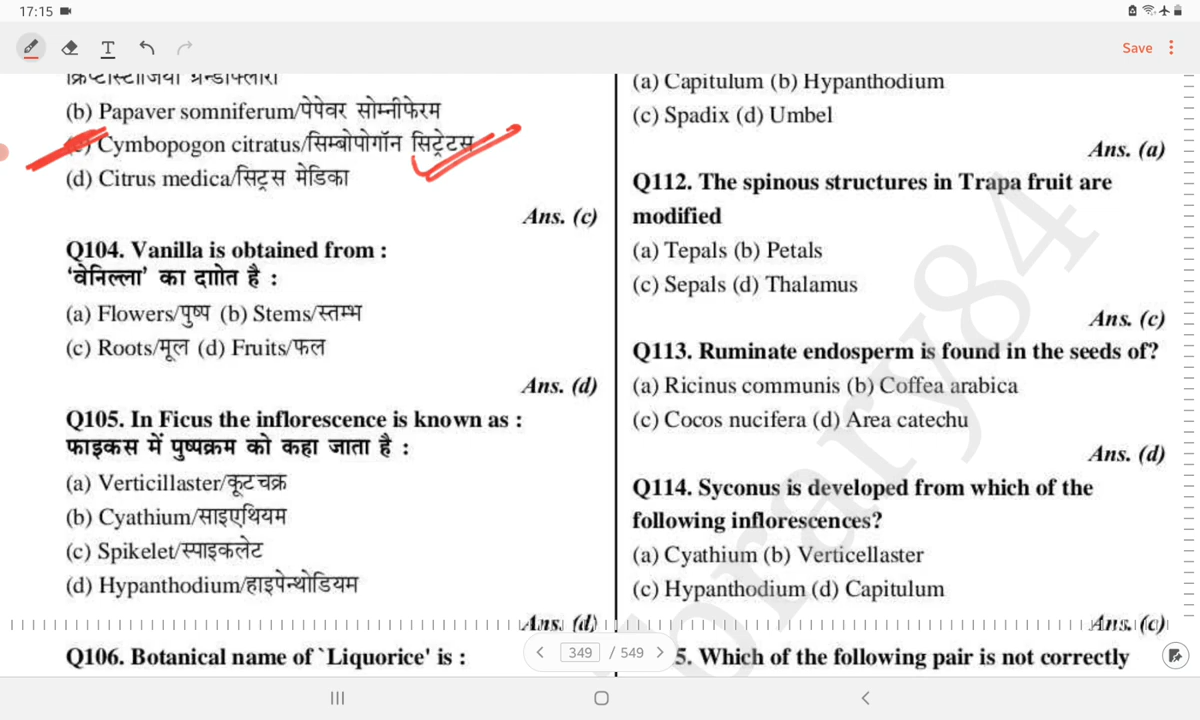 17:15
T
Save
क्रिप्टोस्टीजिया ग्रन्डीफ्लोरा
(b) Papaver somniferum/पेपेवर सोम्नीफेरम
Cymbopogon citratus/सिम्बोपोगॉन सिट्रेटस
(d) Citrus medica/सिट्रस मेडिका
Ans. (c)
Q104. Vanilla is obtained from :
'वेनिल्ला' का दाोत है :
(a) Flowers/पुष्प (b) Stems/स्तम्भ
(c) Roots/मूल (d) Fruits/फल
Ans. (d)
Q105. In Ficus the inflorescence is known as :
फाइकस में पुष्पक्रम को कहा जाता है :
(a) Verticillaster/कूट चक्र
(b) Cyathium/साइएथियम
(c) Spikelet/स्पाइकलेट
(d) Hypanthodium/हाइपेन्थोडियम
Ans. (d)
Q106. Botanical name of `Liquorice' is :
(a) Capitulum (b) Hypanthodium
(c) Spadix (d) Umbel
Ans. (a)
Q112. The spinous structures in Trapa fruit are
modified
(a) Tepals (b) Petals
(c) Sepals (d) Thalamus
Ans. (c)
Q113. Ruminate endosperm is found in the seeds of?
(a) Ricinus communis (b) Coffea arabica
(c) Cocos nucifera (d) Area catechu
Ans. (d)
Q114. Syconus is developed from which of the
following inflorescences?
(a) Cyathium (b) Verticellaster
(c) Hypanthodium (d) Capitulum
Ans. (c)
5. Which of the following pair is not correctly
349 / 549
brary84